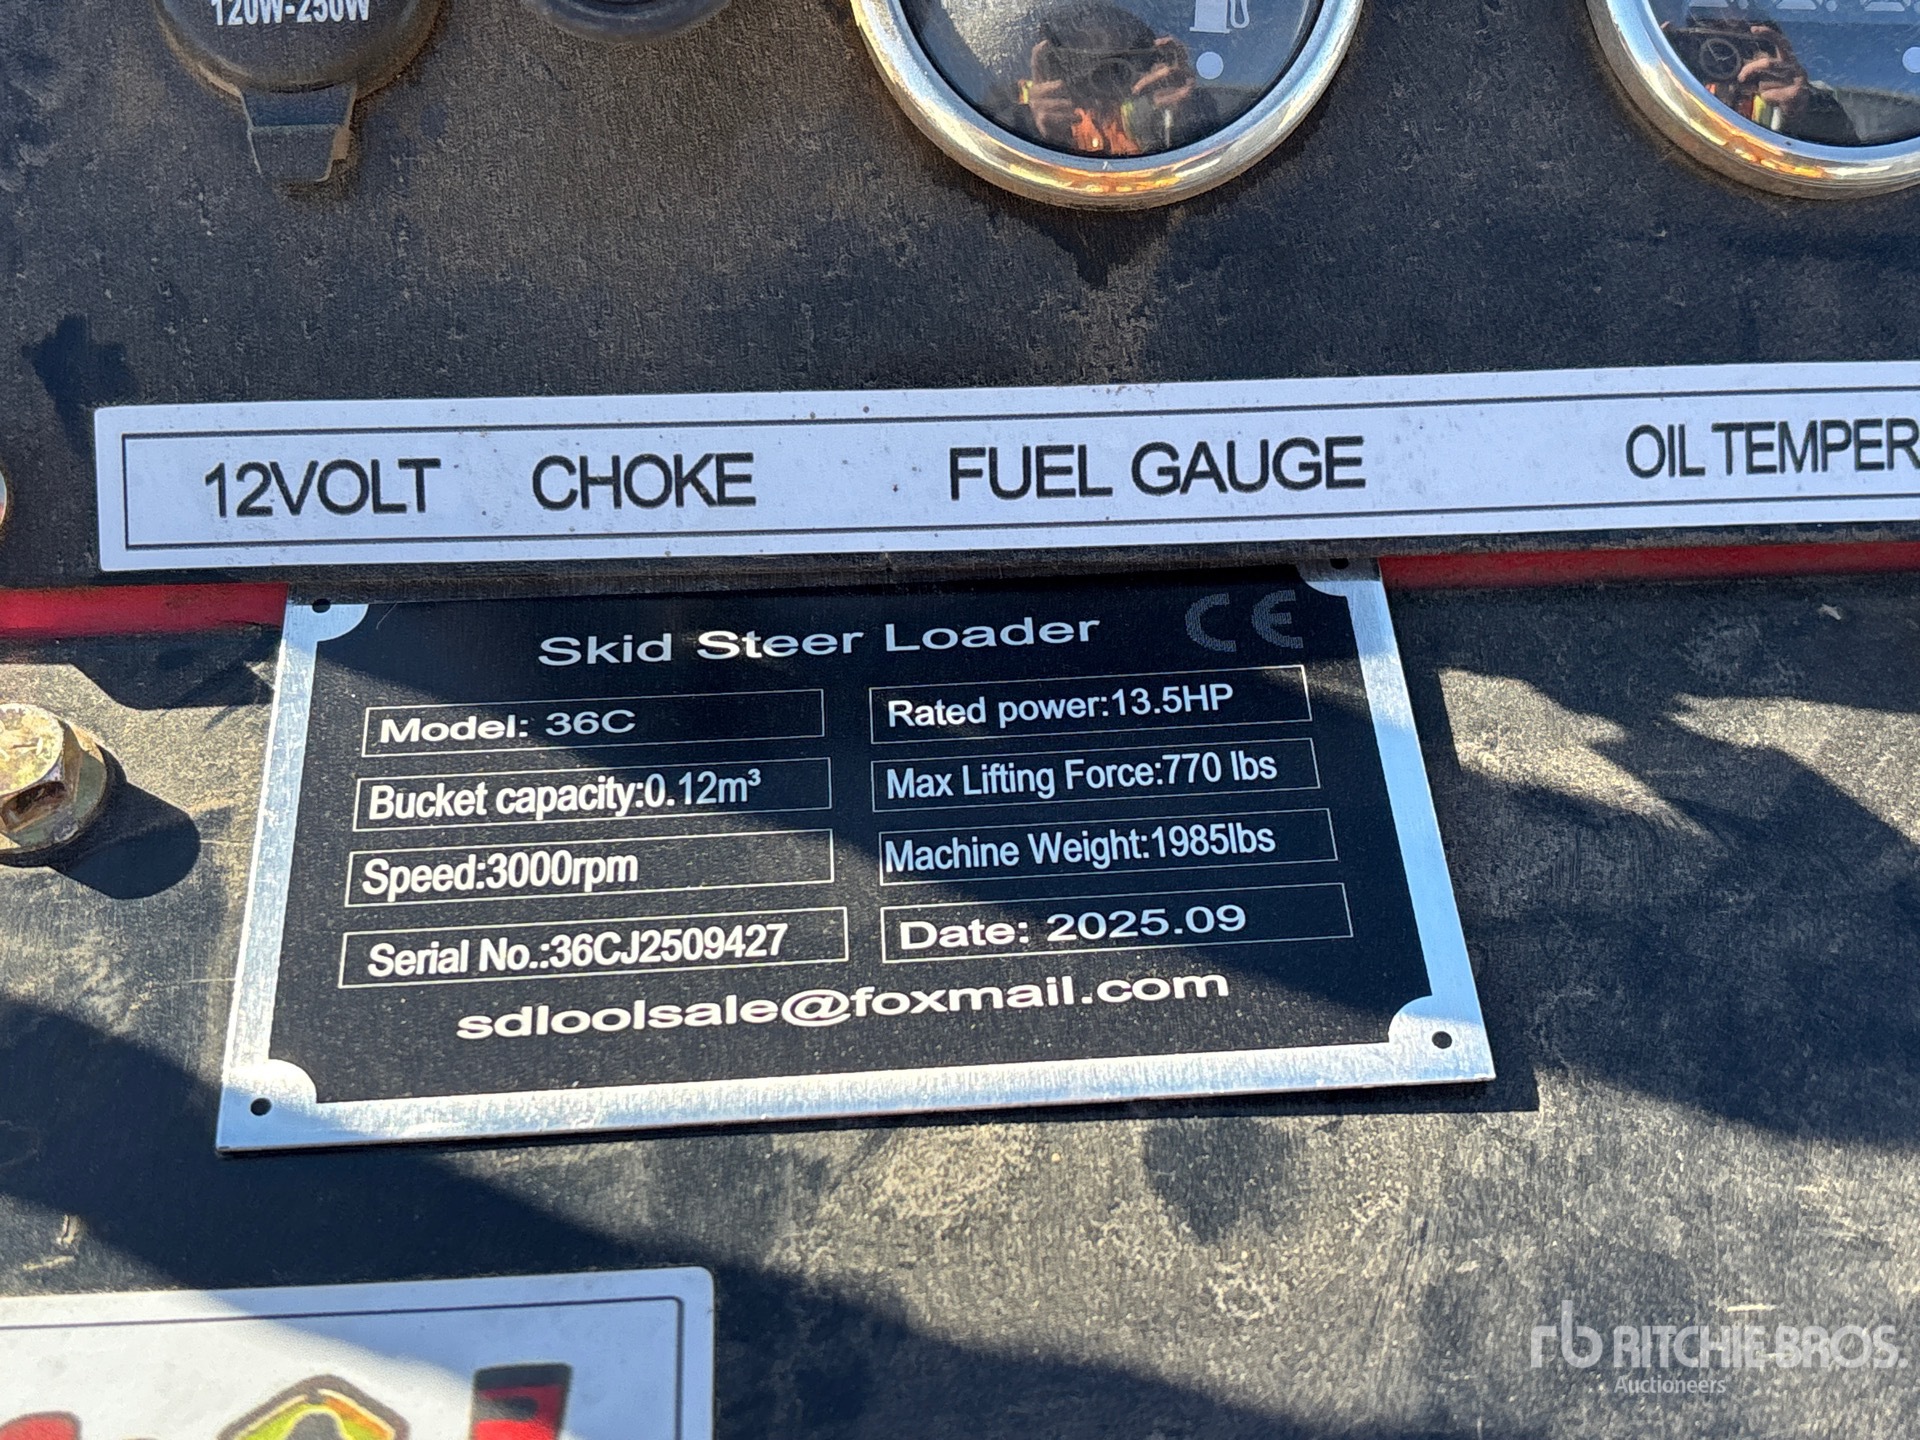 120W-250W
12VOLT CHOKE FUEL GAUGE OIL TEMPER
Skid Steer Loader CE
Model: 36C
Rated power:13.5HP
Bucket capacity:0.12m³
Max Lifting Force:770 lbs
Speed:3000rpm
Machine Weight:1985lbs
Serial No.:36CJ2509427
Date: 2025.09
sdloolsale@foxmail.com
rb RITCHIE BROS.
Auctioneers